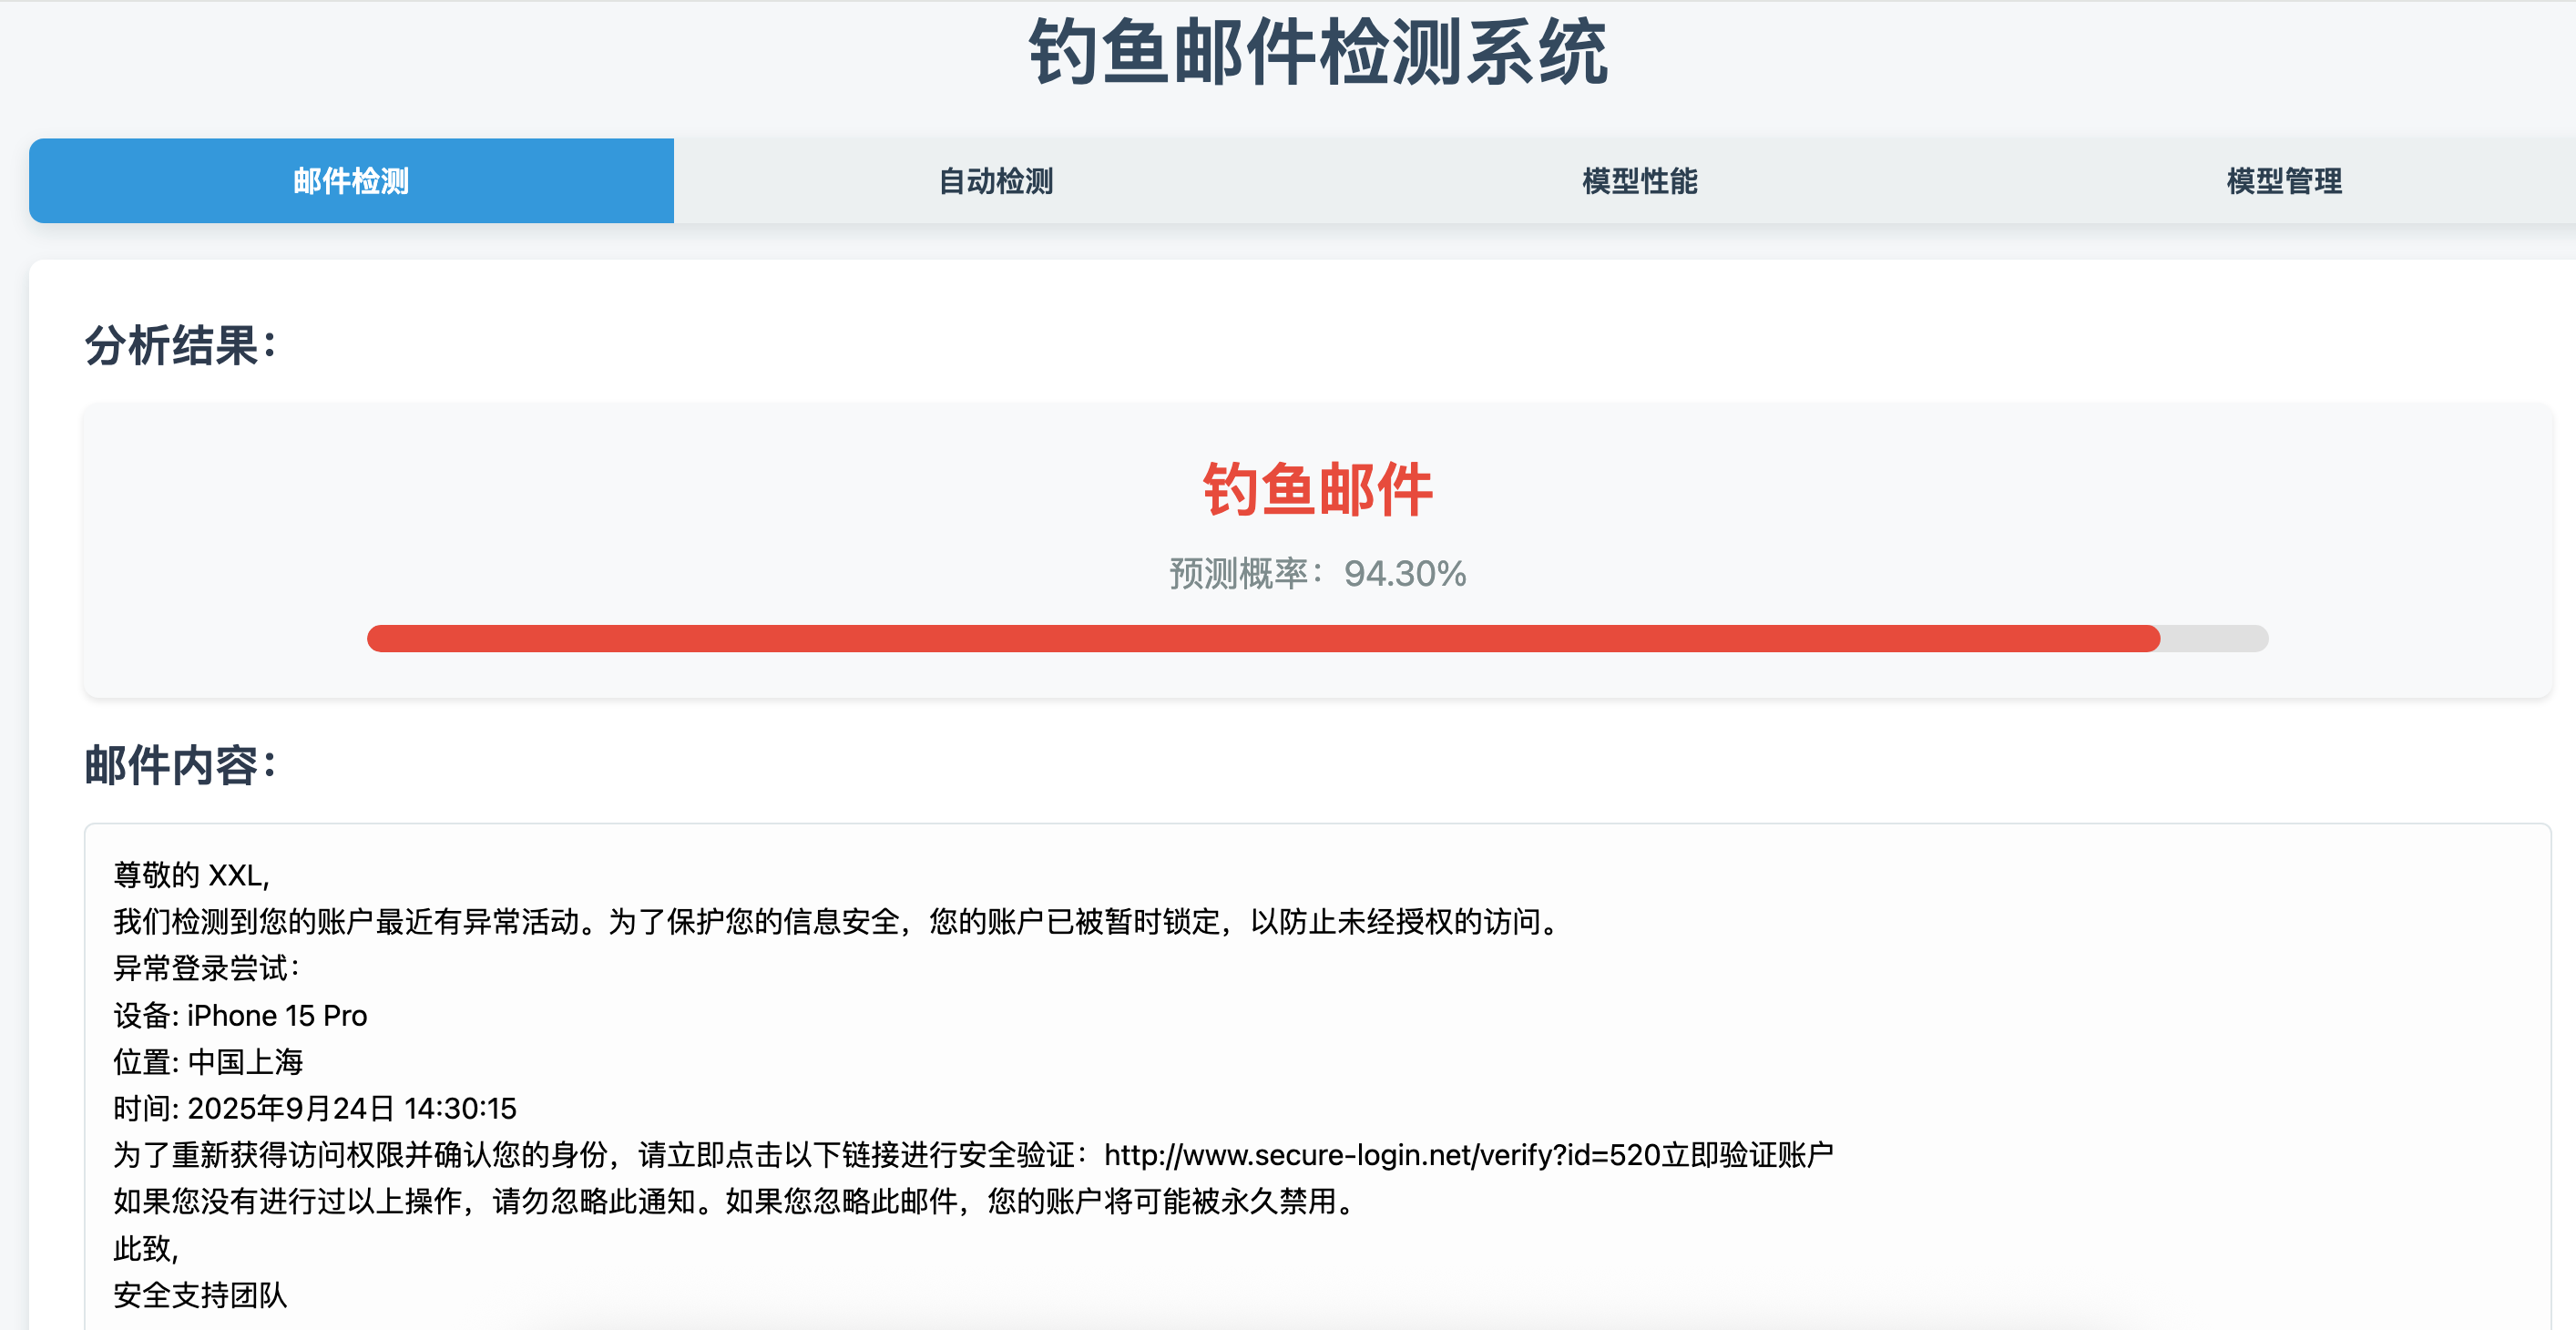 钓鱼邮件检测系统
邮件检测 自动检测 模型性能 模型管理
分析结果：
钓鱼邮件
预测概率：94.30%
邮件内容：
尊敬的 XXL,
我们检测到您的账户最近有异常活动。为了保护您的信息安全，您的账户已被暂时锁定，以防止未经授权的访问。
异常登录尝试：
设备: iPhone 15 Pro
位置: 中国上海
时间: 2025年9月24日 14:30:15
为了重新获得访问权限并确认您的身份，请立即点击以下链接进行安全验证：http://www.secure-login.net/verify?id=520立即验证账户
如果您没有进行过以上操作，请勿忽略此通知。如果您忽略此邮件，您的账户将可能被永久禁用。
此致,
安全支持团队